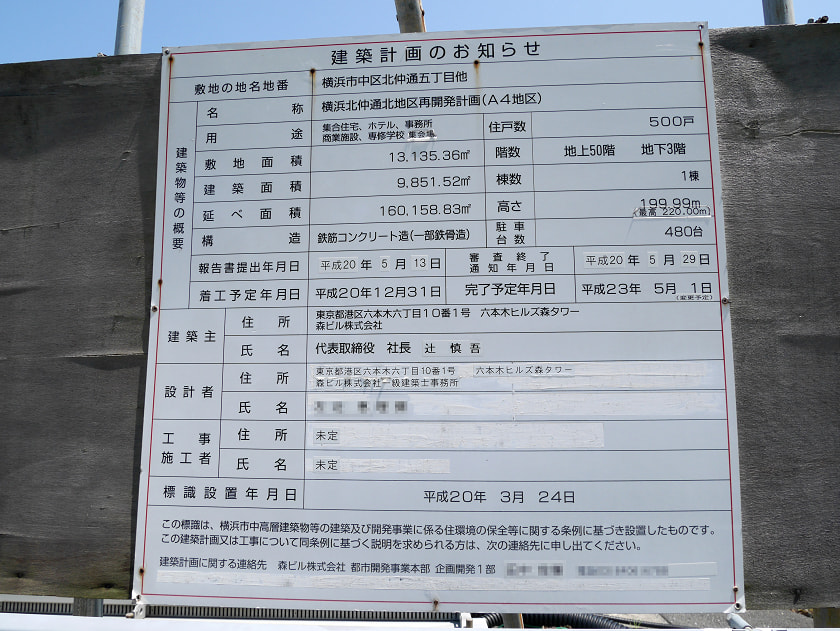 建築計画のお知らせ
敷地の地名地番 横浜市中区北仲通五丁目他
建築物等の概要
名称 横浜北仲通北地区再開発計画(A4地区)
用途 集合住宅、ホテル、事務所 商業施設、専修学校 集会場 住戸数 500戸
敷地面積 13,135.36㎡ 階数 地上50階 地下3階
建築面積 9,851.52㎡ 棟数 1棟
延べ面積 160,158.83㎡ 高さ 199.99m (最高 220.00m)
構造 鉄筋コンクリート造(一部鉄骨造) 駐車台数 480台
報告書提出年月日 平成20年 5月 13日 審査終了通知年月日 平成20年 5月 29日
着工予定年月日 平成20年12月31日 完了予定年月日 平成23年 5月 1日
(変更予定)
建築主
住所 東京都港区六本木六丁目10番1号 六本木ヒルズ森タワー
森ビル株式会社
氏名 代表取締役 社長 辻 慎吾
設計者
住所 東京都港区六本木六丁目10番1号 六本木ヒルズ森タワー
森ビル株式会社一級建築士事務所
氏名
工事施工者
住所 未定
氏名 未定
標識設置年月日 平成20年 3月 24日
この標識は、横浜市中高層建築物等の建築及び開発事業に係る住環境の保全等に関する条例に基づき設置したものです。
この建築計画又は工事について同条例に基づく説明を求められる方は、次の連絡先に申し出てください。
建築計画に関する連絡先 森ビル株式会社 都市開発事業本部 企画開発1部